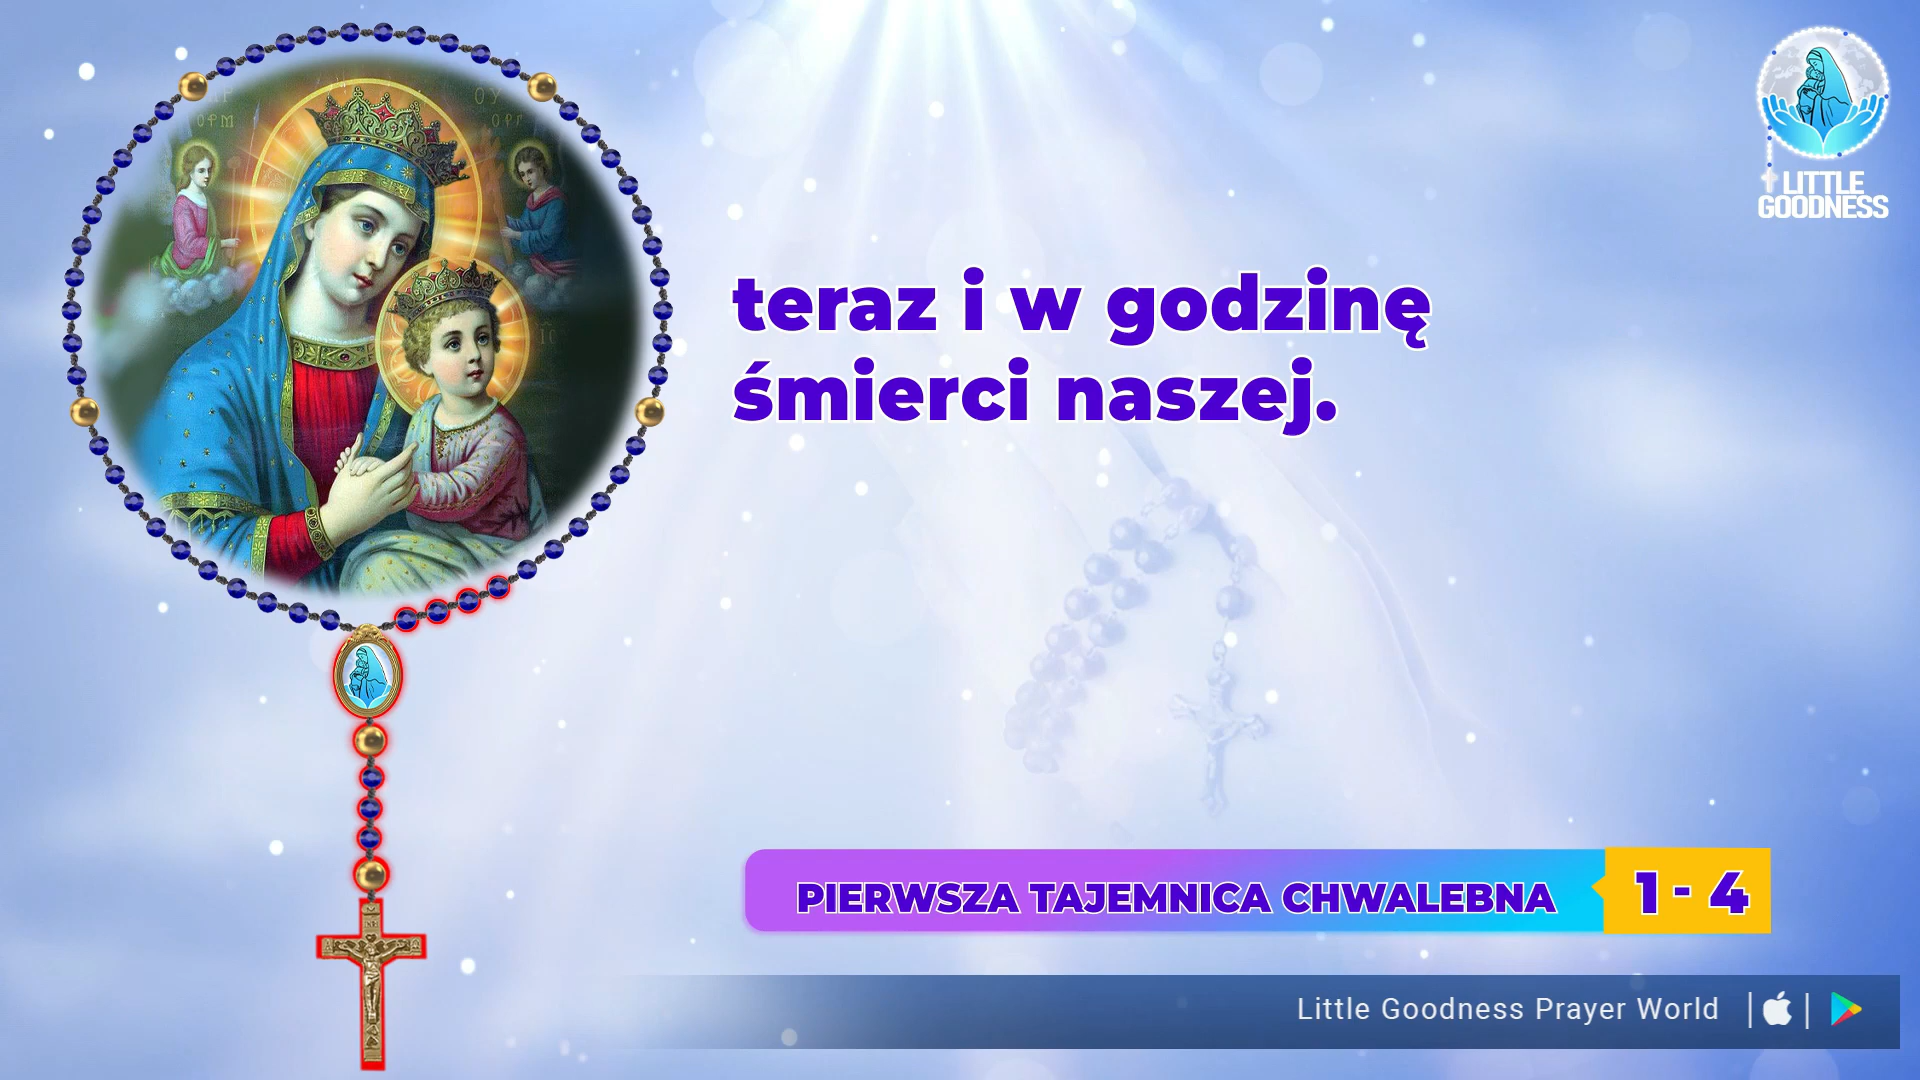 LITTLE
GOODNESS
teraz i w godzinę
śmierci naszej.
PIERWSZA TAJEMNICA CHWALEBNA
1 - 4
Little Goodness Prayer World